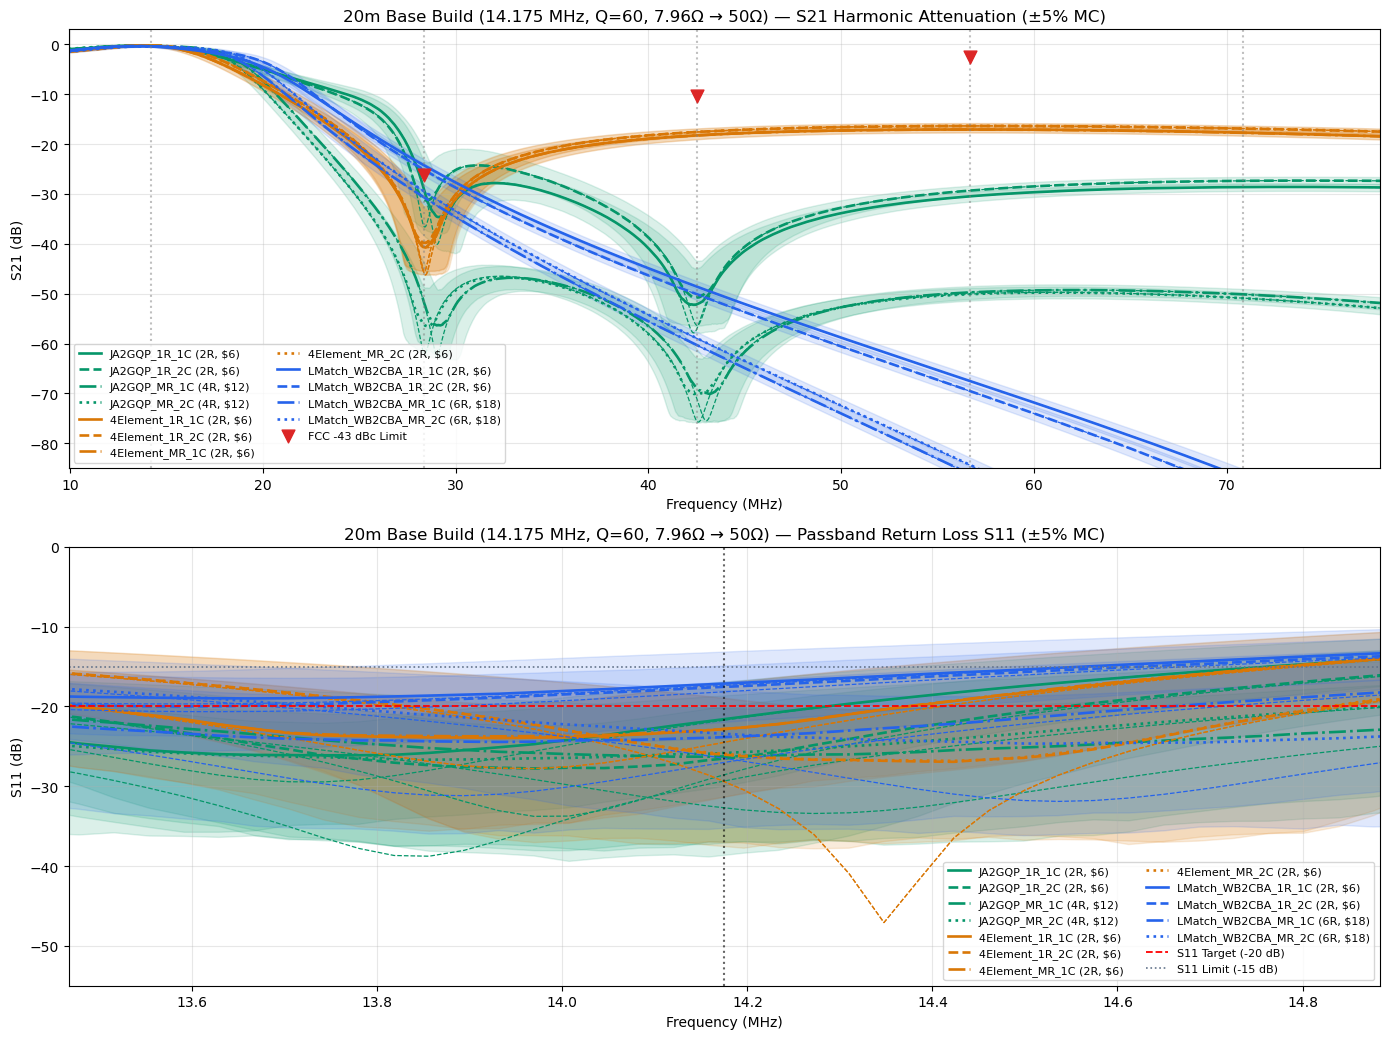 20m Base Build (14.175 MHz, Q=60, 7.96Ω → 50Ω) — S21 Harmonic Attenuation (±5% MC)
S21 (dB)
0
−10
−20
−30
−40
−50
−60
−70
−80
JA2GQP_1R_1C (2R, $6)
JA2GQP_1R_2C (2R, $6)
JA2GQP_MR_1C (4R, $12)
JA2GQP_MR_2C (4R, $12)
4Element_1R_1C (2R, $6)
4Element_1R_2C (2R, $6)
4Element_MR_1C (2R, $6)
4Element_MR_2C (2R, $6)
LMatch_WB2CBA_1R_1C (2R, $6)
LMatch_WB2CBA_1R_2C (2R, $6)
LMatch_WB2CBA_MR_1C (6R, $18)
LMatch_WB2CBA_MR_2C (6R, $18)
FCC -43 dBc Limit
10 20 30 40 50 60 70
Frequency (MHz)
20m Base Build (14.175 MHz, Q=60, 7.96Ω → 50Ω) — Passband Return Loss S11 (±5% MC)
S11 (dB)
0
−10
−20
−30
−40
−50
JA2GQP_1R_1C (2R, $6)
JA2GQP_1R_2C (2R, $6)
JA2GQP_MR_1C (4R, $12)
JA2GQP_MR_2C (4R, $12)
4Element_1R_1C (2R, $6)
4Element_1R_2C (2R, $6)
4Element_MR_1C (2R, $6)
4Element_MR_2C (2R, $6)
LMatch_WB2CBA_1R_1C (2R, $6)
LMatch_WB2CBA_1R_2C (2R, $6)
LMatch_WB2CBA_MR_1C (6R, $18)
LMatch_WB2CBA_MR_2C (6R, $18)
S11 Target (-20 dB)
S11 Limit (-15 dB)
13.6 13.8 14.0 14.2 14.4 14.6 14.8
Frequency (MHz)